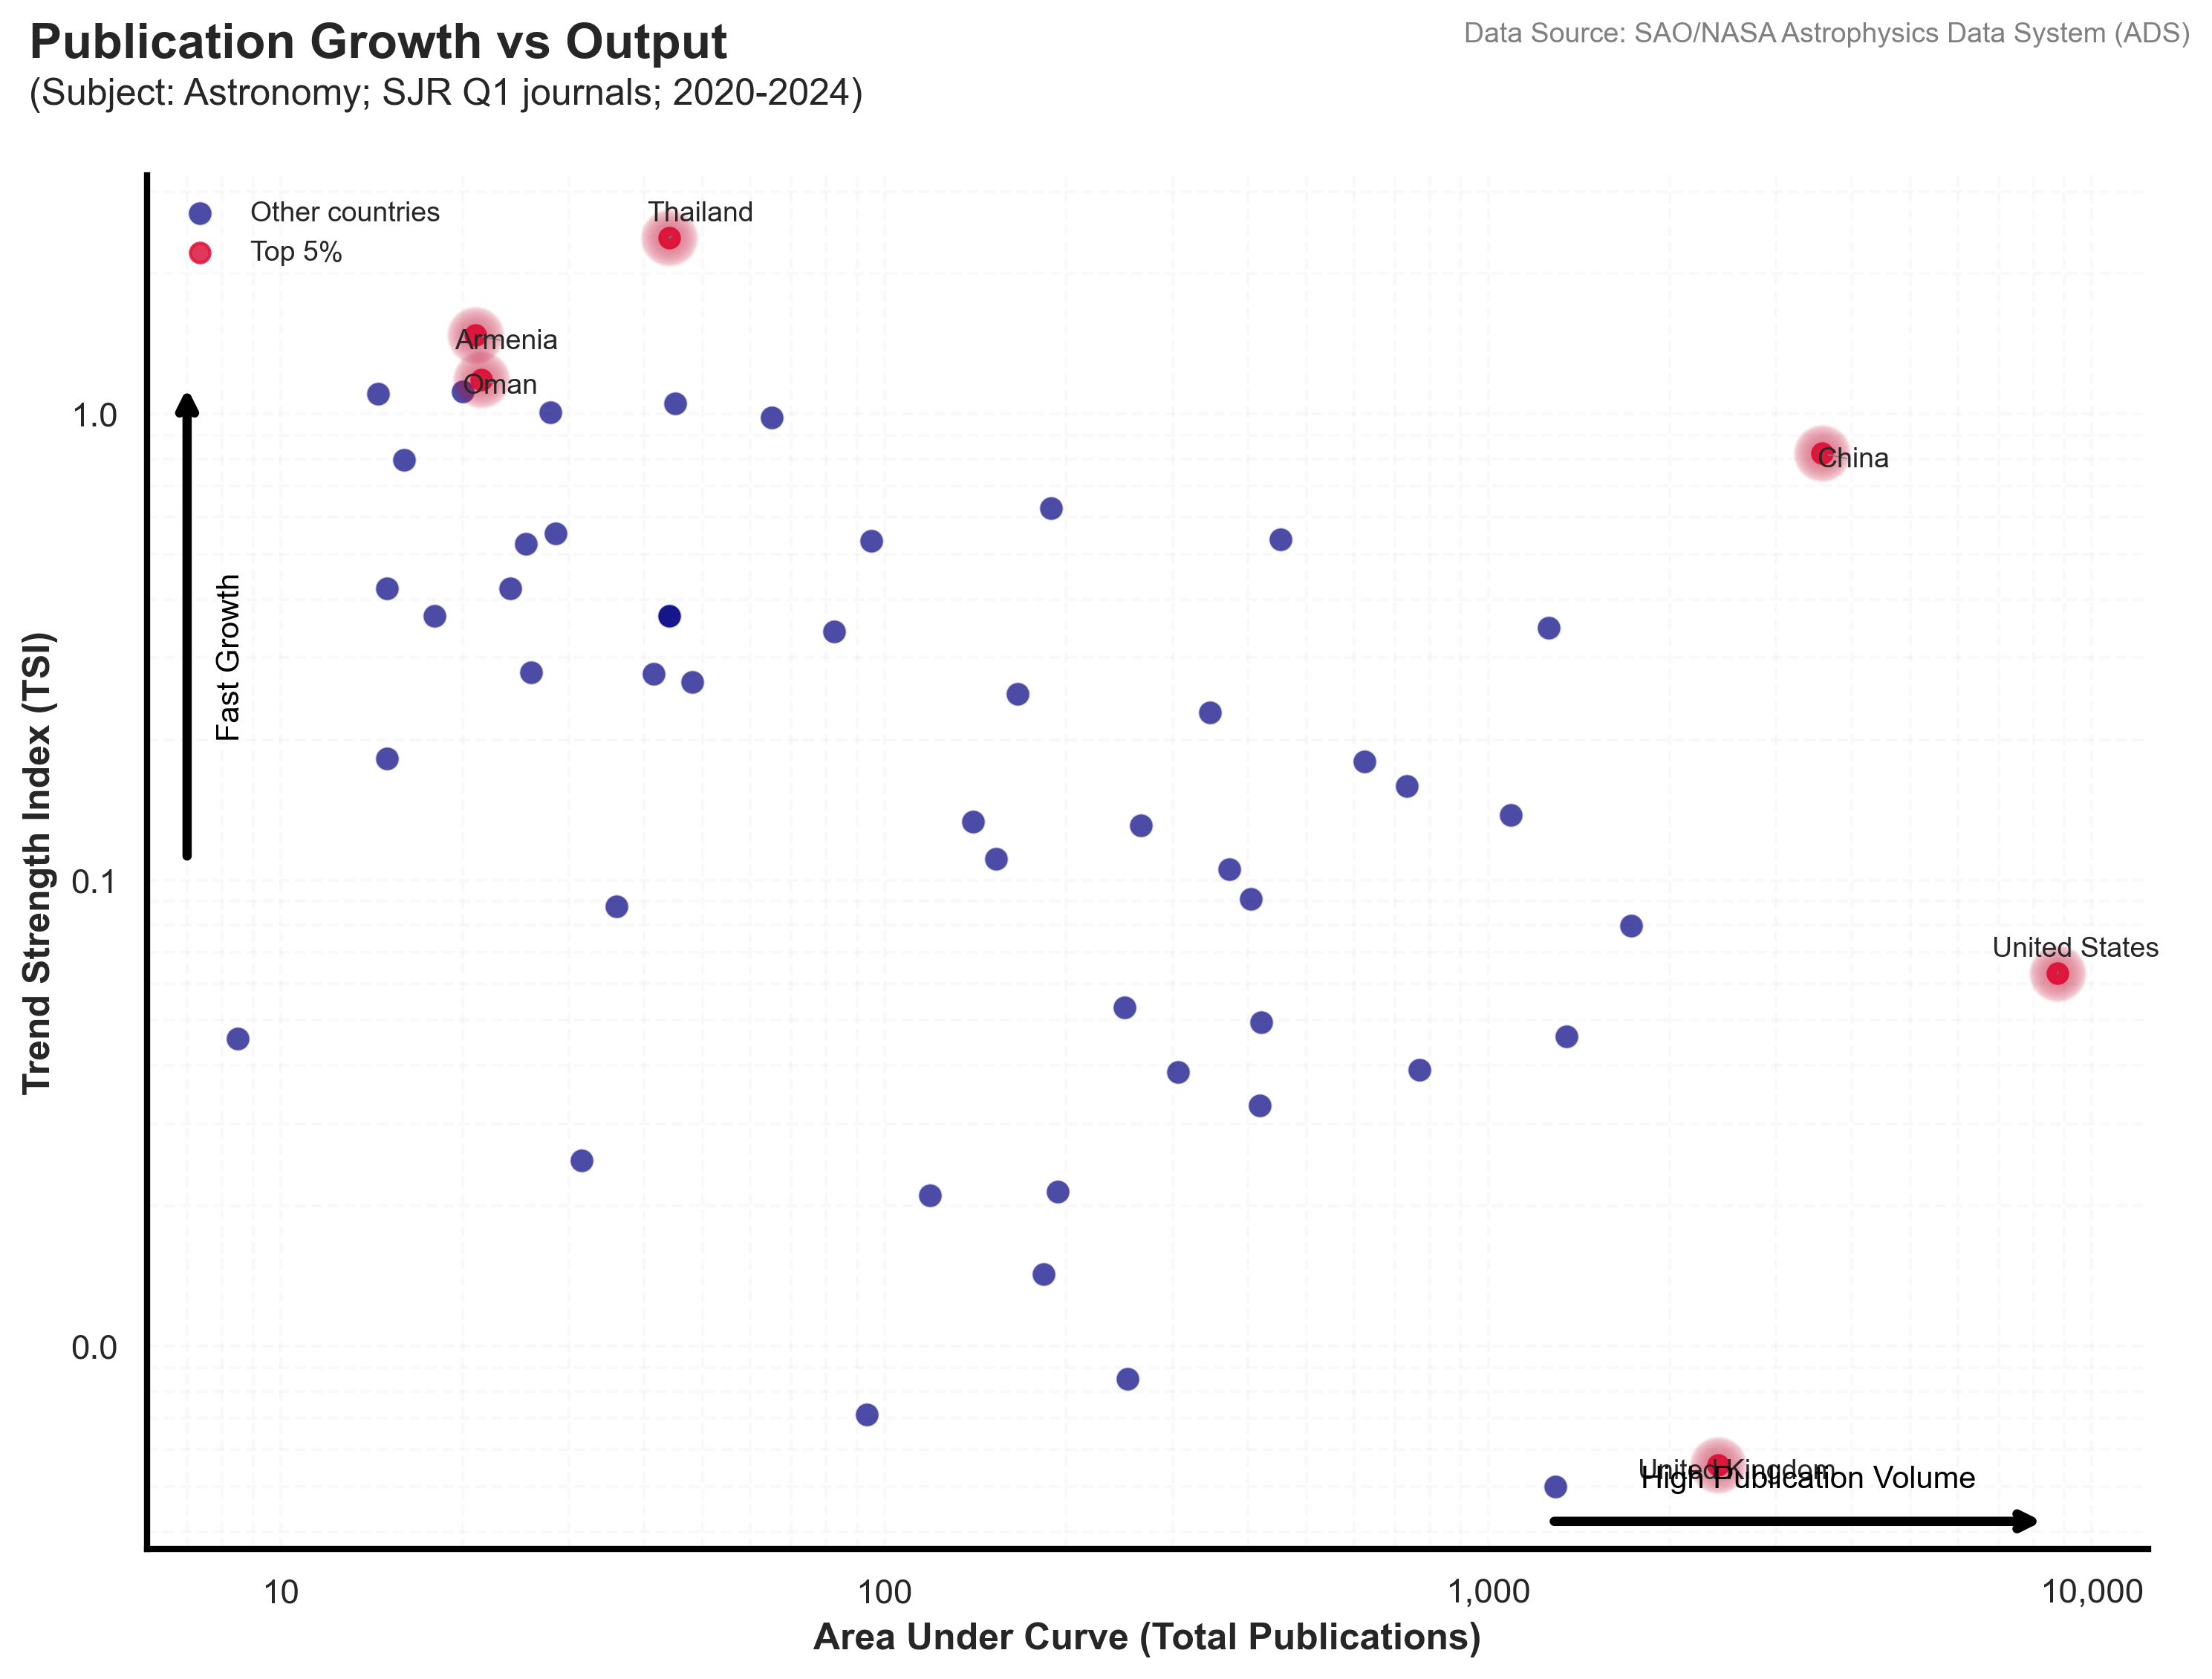 Publication Growth vs Output
Data Source: SAO/NASA Astrophysics Data System (ADS)
(Subject: Astronomy; SJR Q1 journals; 2020-2024)
Other countries
Top 5%
Thailand
Armenia
Oman
China
United States
United Kingdom
High Publication Volume
Fast Growth
Trend Strength Index (TSI)
1.0
0.1
0.0
10
100
1,000
10,000
Area Under Curve (Total Publications)